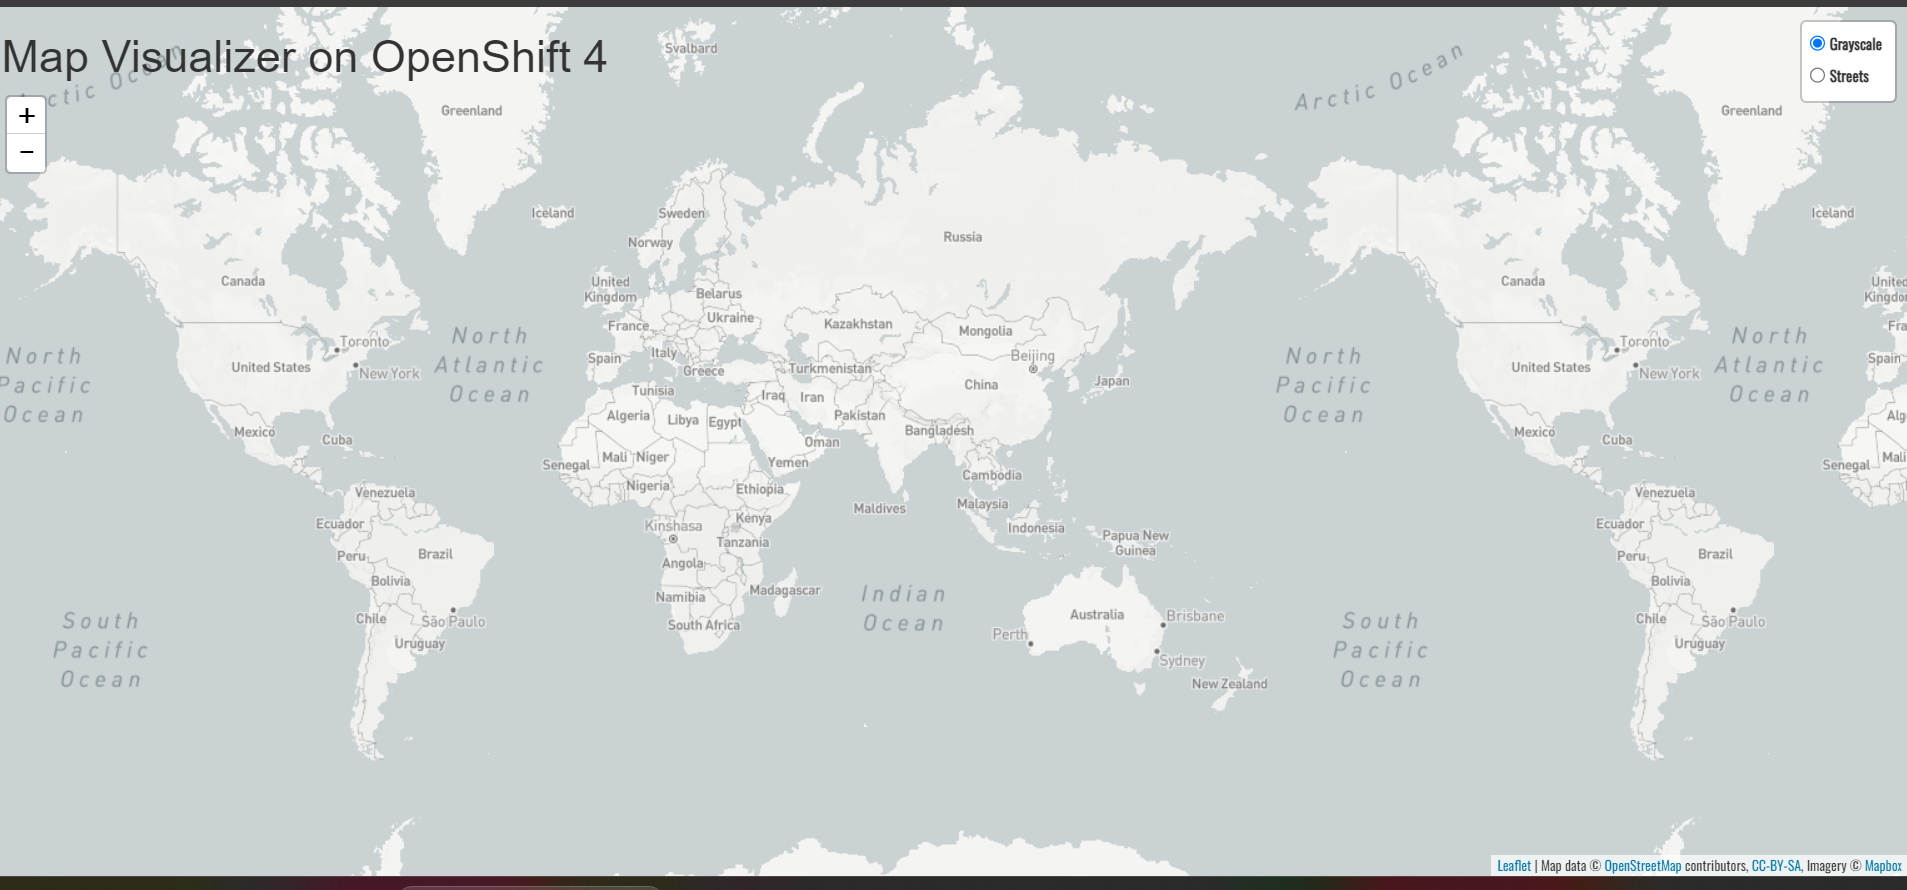 Map Visualizer on OpenShift 4
+
−
Grayscale
Streets
Svalbard
Arctic Ocean
Arctic Ocean
Greenland
Greenland
Iceland
Iceland
Sweden
Norway
Russia
Canada
Canada
United
Kingdom
Belarus
Ukraine
France
Kazakhstan
Mongolia
Toronto
Toronto
Italy
Spain
Beijing
Greece
Turkmenistan
United States
United States
New York
New York
China
Japan
North
Pacific
Ocean
North
Atlantic
Ocean
North
Pacific
Ocean
North
Atlantic
Ocean
United
Kingdo
Fra
Spain
Alg
Mali
Senegal
Tunisia
Iraq
Iran
Algeria
Libya
Egypt
Pakistan
Bangladesh
Mexico
Mexico
Cuba
Cuba
Oman
Mali
Niger
Yemen
Senegal
Cambodia
Nigeria
Ethiopia
Venezuela
Venezuela
Maldives
Malaysia
Kinshasa
Kenya
Ecuador
Ecuador
Indonesia
Papua New
Guinea
Tanzania
Peru
Peru
Brazil
Brazil
Angola
Bolivia
Bolivia
Madagascar
Namibia
Indian
Ocean
Australia
Brisbane
Chile
Chile
São Paulo
São Paulo
South Africa
Perth
Uruguay
Uruguay
Sydney
New Zealand
South
Pacific
Ocean
South
Pacific
Ocean
Leaflet | Map data © OpenStreetMap contributors, CC-BY-SA, Imagery © Mapbox